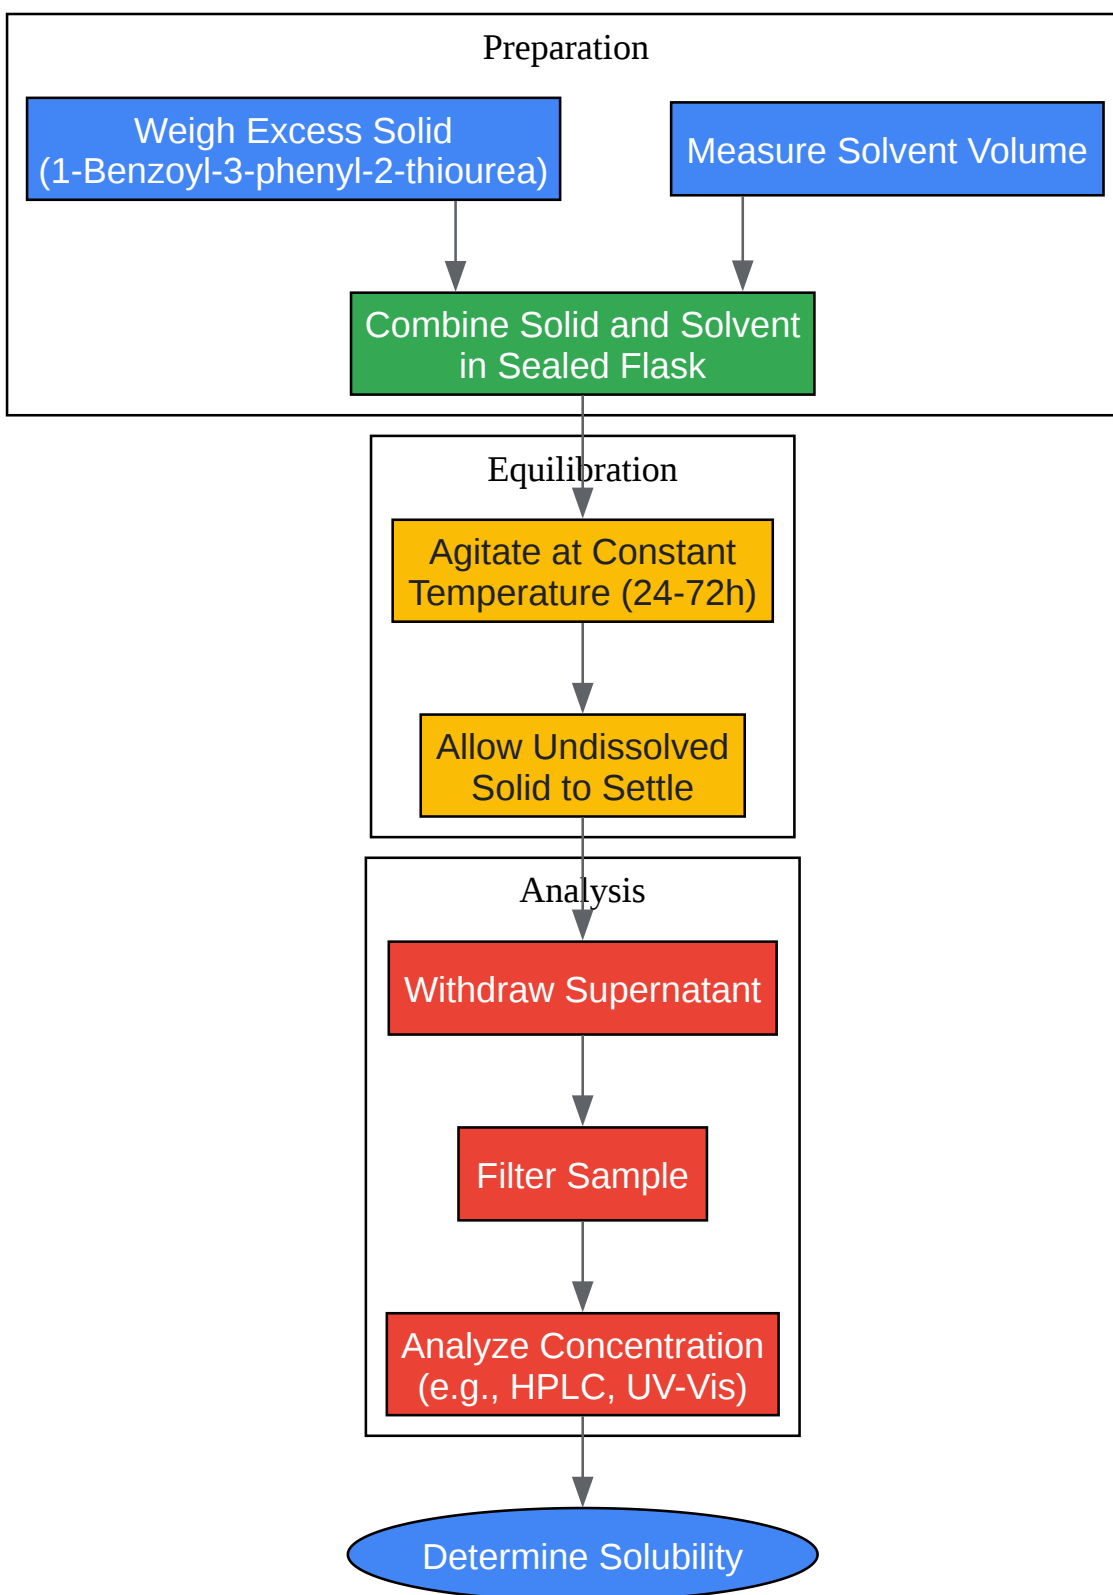 Preparation
Weigh Excess Solid
(1-Benzoyl-3-phenyl-2-thiourea)
Measure Solvent Volume
Combine Solid and Solvent
in Sealed Flask
Equilibration
Agitate at Constant
Temperature (24-72h)
Allow Undissolved
Solid to Settle
Analysis
Withdraw Supernatant
Filter Sample
Analyze Concentration
(e.g., HPLC, UV-Vis)
Determine Solubility